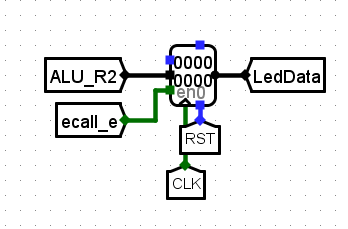 ALU_R2
0000
0000
LedData
en0
ecall_e
RST
CLK